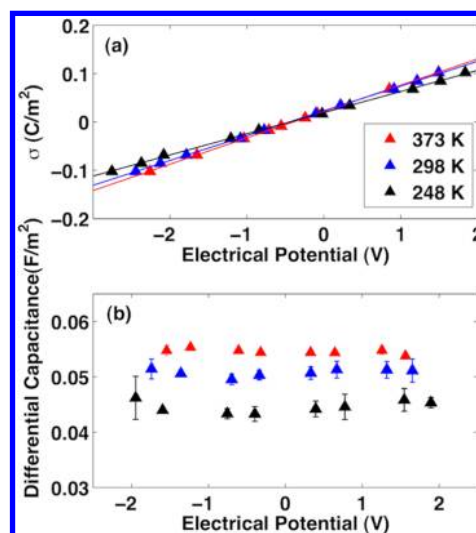 (a)
0.2
0.1
0
−0.1
−0.2
σ (C/m²)
373 K
298 K
248 K
−2 −1 0 1 2
Electrical Potential (V)
(b)
0.06
0.05
0.04
0.03
Differential Capacitance(F/m²)
−2 −1 0 1 2
Electrical Potential (V)